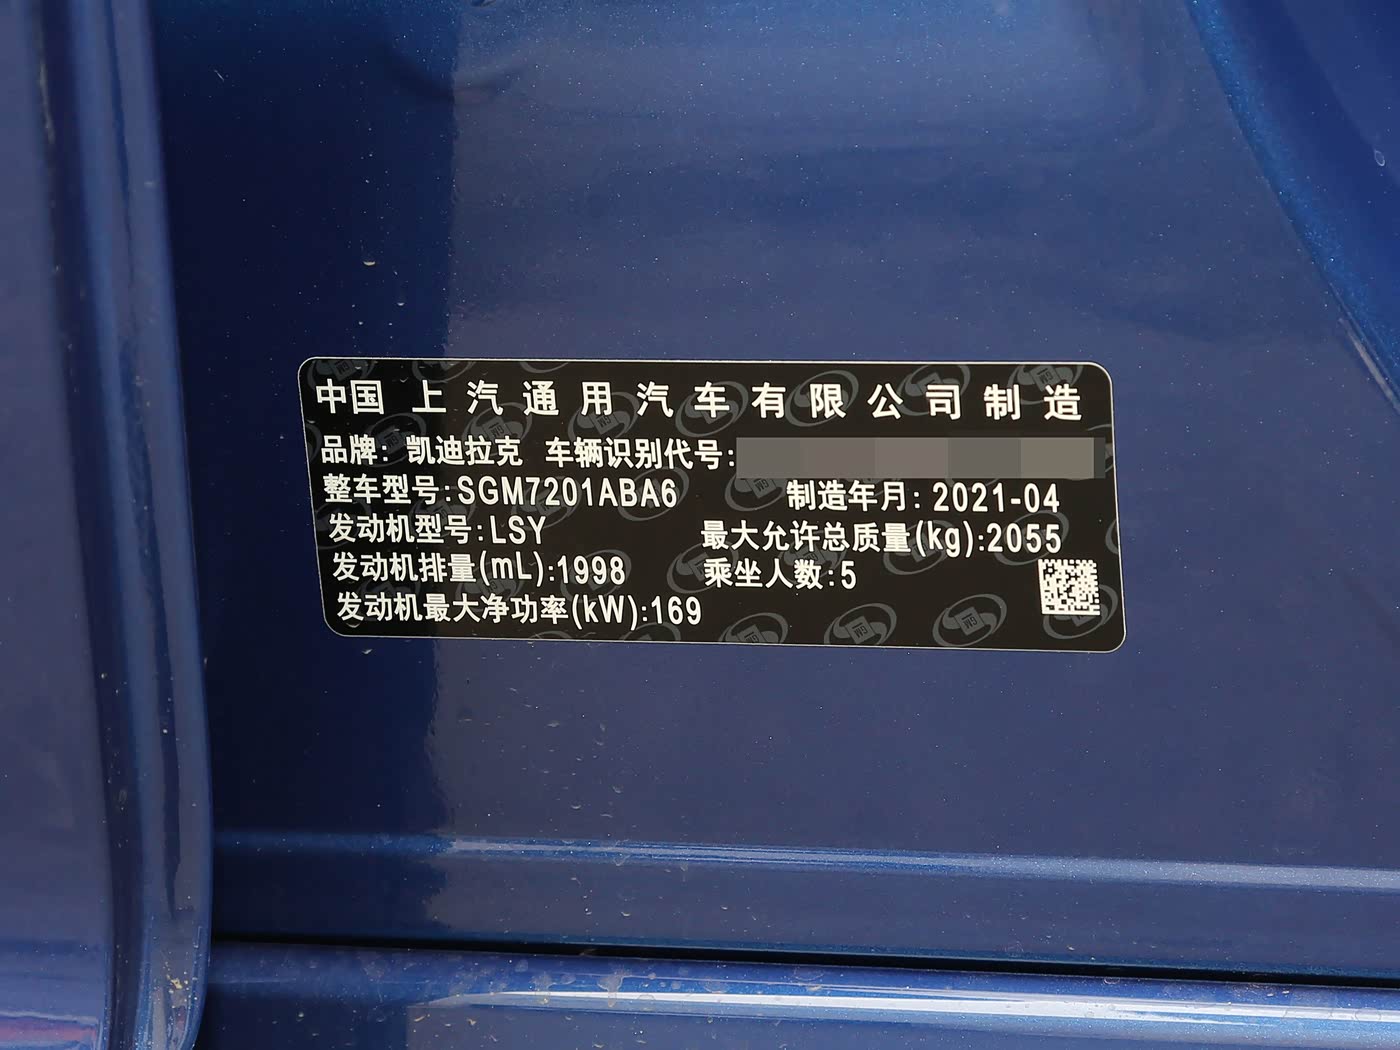 中国 上汽通用汽车有限公司制造
品牌: 凯迪拉克 车辆识别代号:
整车型号:SGM7201ABA6 制造年月: 2021-04
发动机型号:LSY 最大允许总质量(kg):2055
发动机排量(mL):1998 乘坐人数:5
发动机最大净功率(kW):169